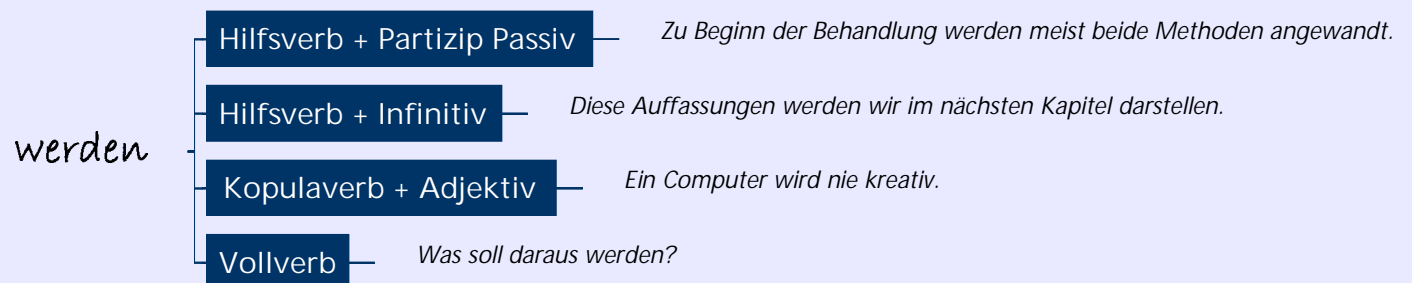 Hilfsverb + Partizip Passiv Zu Beginn der Behandlung werden meist beide Methoden angewandt.
Hilfsverb + Infinitiv Diese Auffassungen werden wir im nächsten Kapitel darstellen.
werden
Kopulaverb + Adjektiv Ein Computer wird nie kreativ.
Vollverb Was soll daraus werden?